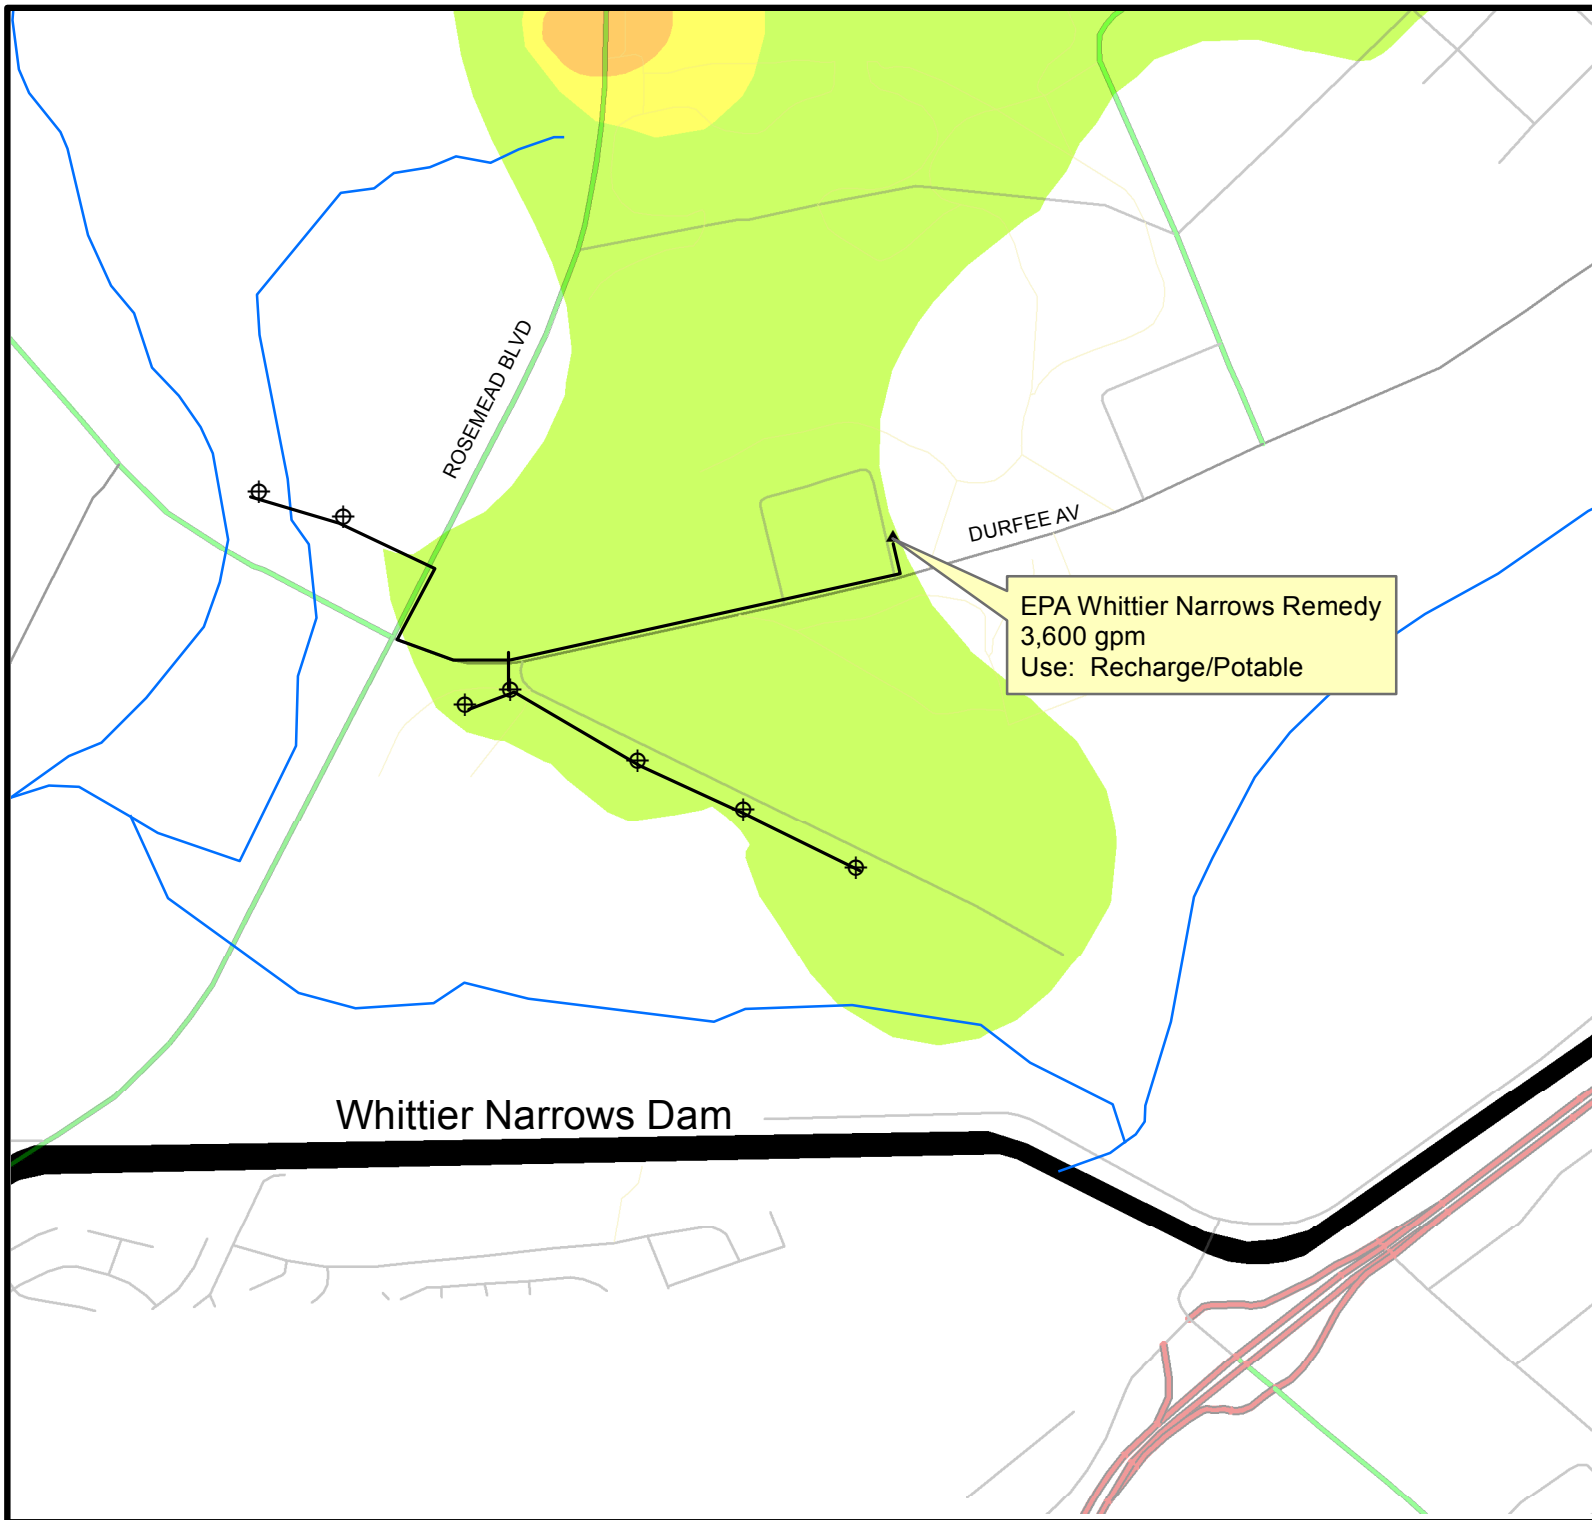 ROSEMEAD BLVD
DURFEE AV
EPA Whittier Narrows Remedy
3,600 gpm
Use:  Recharge/Potable
Whittier Narrows Dam